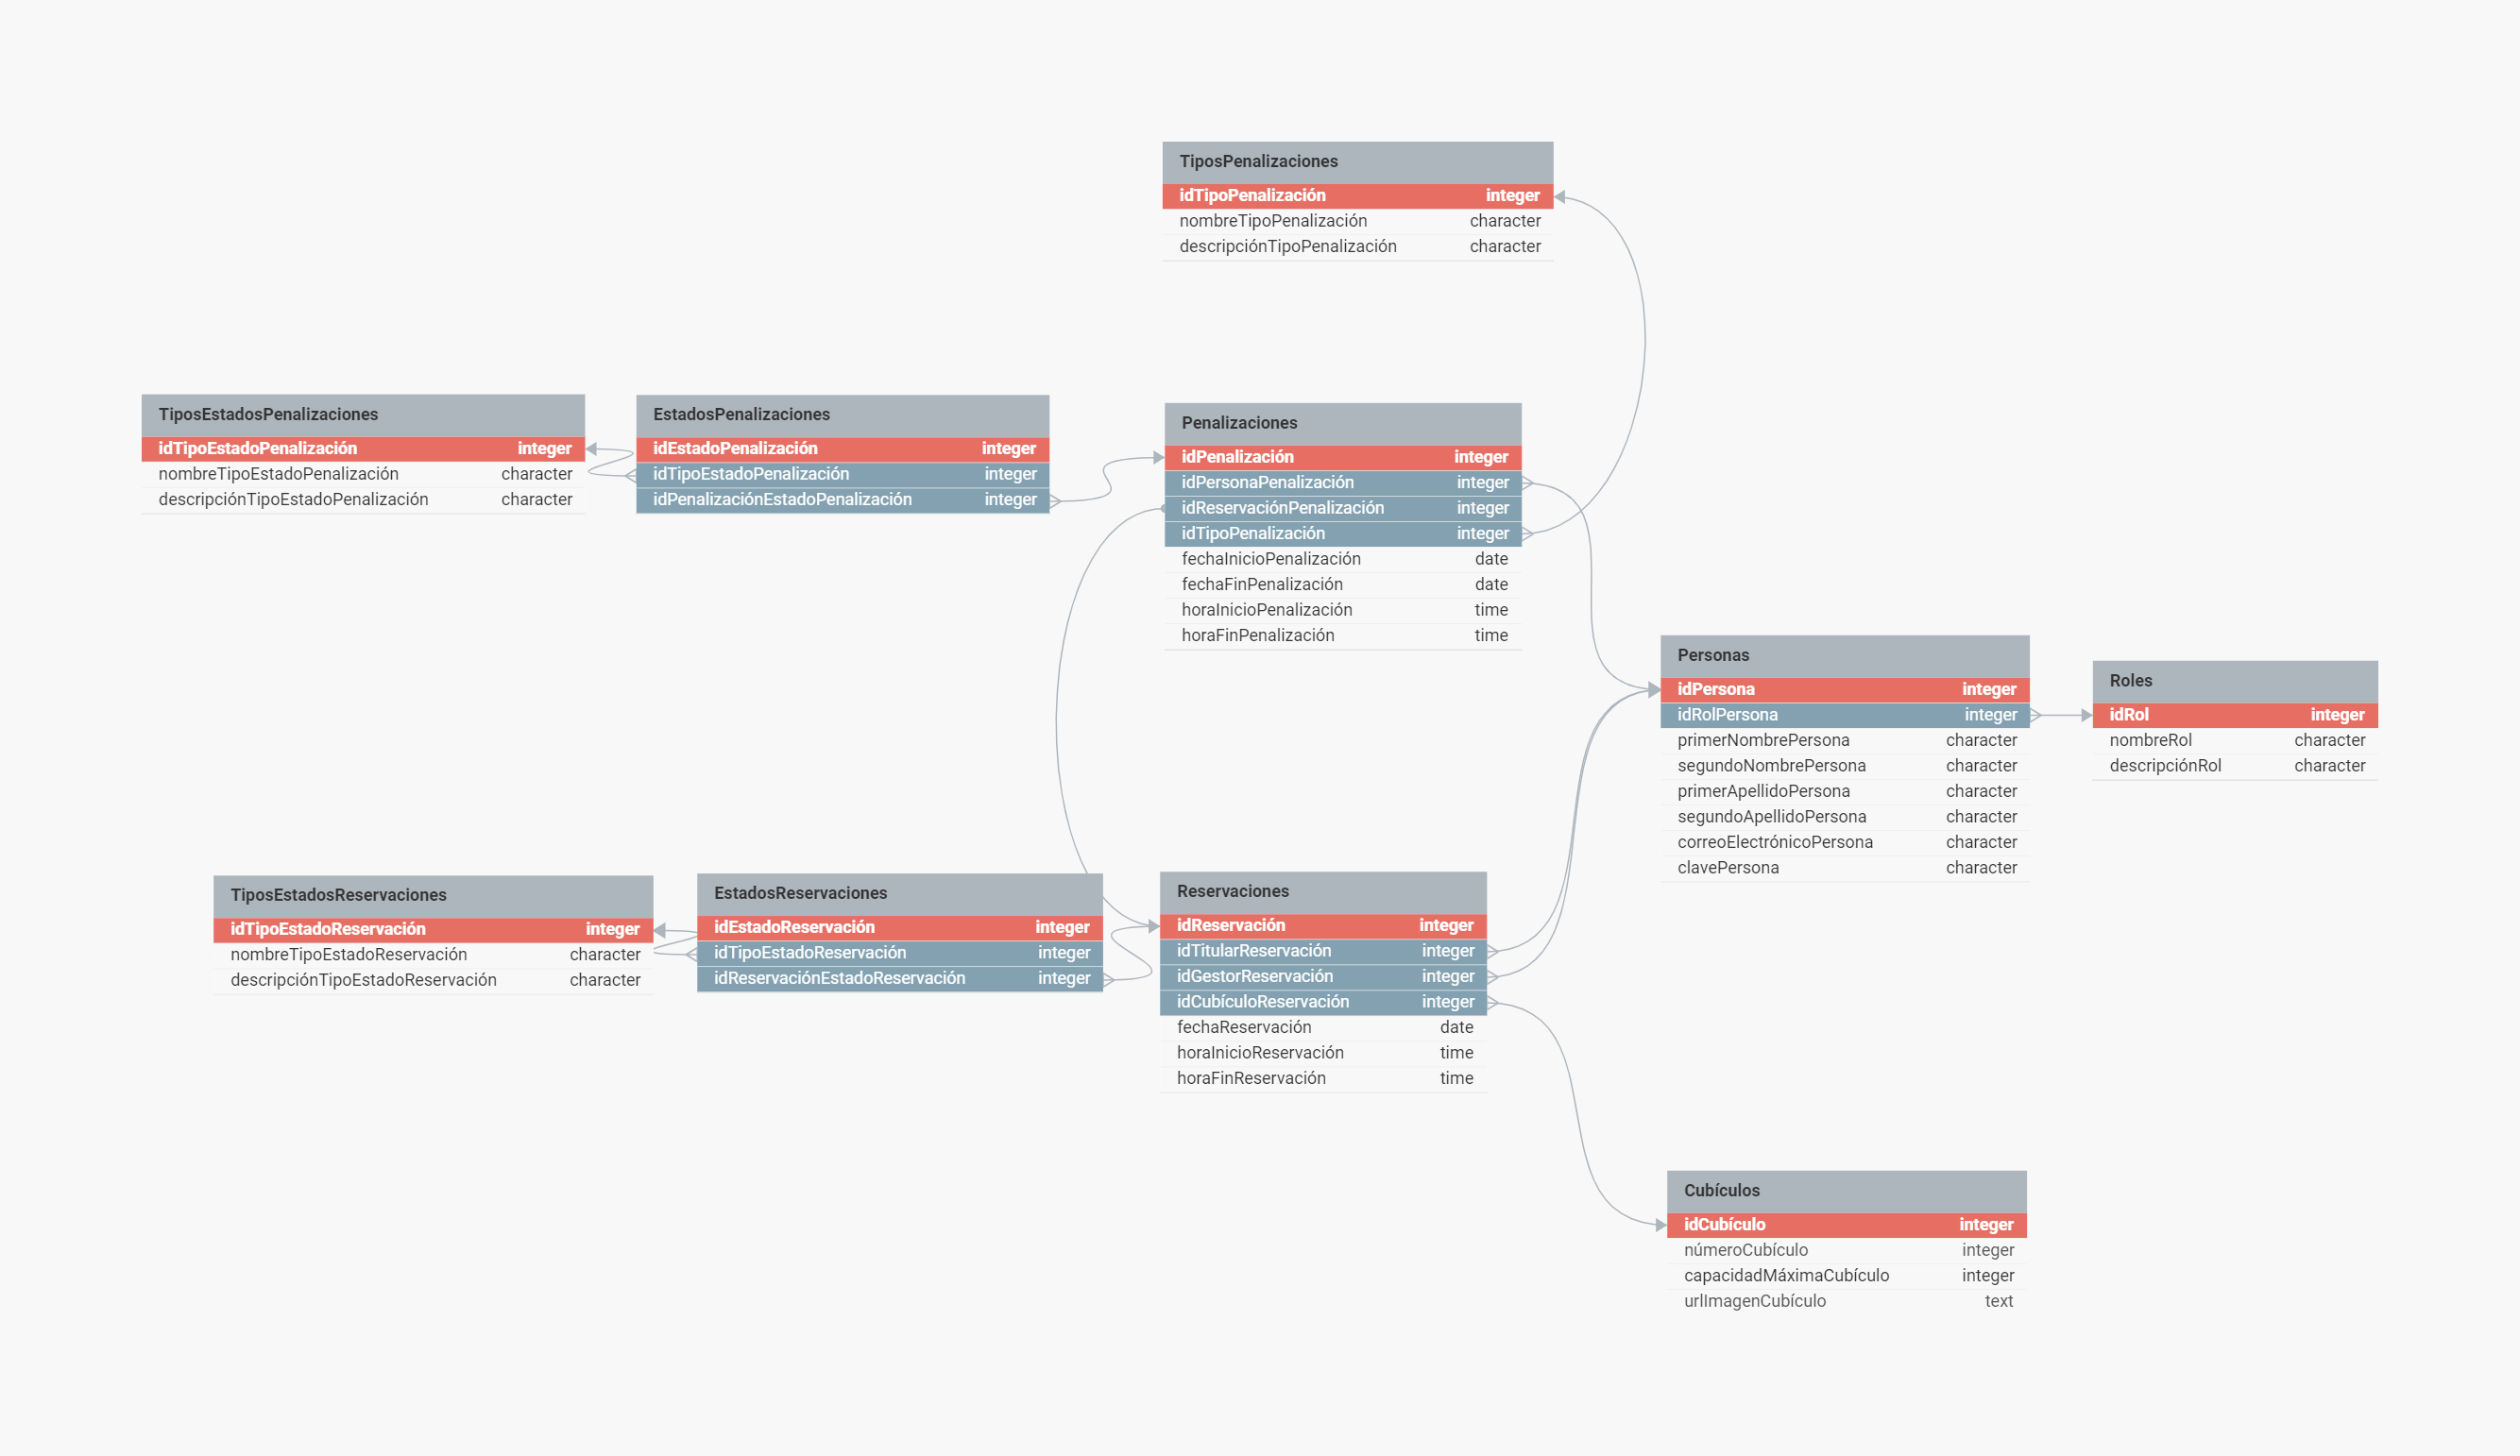 TiposPenalizaciones
idTipoPenalización integer
nombreTipoPenalización character
descripciónTipoPenalización character
TiposEstadosPenalizaciones
idTipoEstadoPenalización integer
nombreTipoEstadoPenalización character
descripciónTipoEstadoPenalización character
EstadosPenalizaciones
idEstadoPenalización integer
idTipoEstadoPenalización integer
idPenalizaciónEstadoPenalización integer
Penalizaciones
idPenalización integer
idPersonaPenalización integer
idReservaciónPenalización integer
idTipoPenalización integer
fechaInicioPenalización date
fechaFinPenalización date
horaInicioPenalización time
horaFinPenalización time
Personas
idPersona integer
idRolPersona integer
primerNombrePersona character
segundoNombrePersona character
primerApellidoPersona character
segundoApellidoPersona character
correoElectrónicoPersona character
clavePersona character
Roles
idRol integer
nombreRol character
descripciónRol character
TiposEstadosReservaciones
idTipoEstadoReservación integer
nombreTipoEstadoReservación character
descripciónTipoEstadoReservación character
EstadosReservaciones
idEstadoReservación integer
idTipoEstadoReservación integer
idReservaciónEstadoReservación integer
Reservaciones
idReservación integer
idTitularReservación integer
idGestorReservación integer
idCubículoReservación integer
fechaReservación date
horaInicioReservación time
horaFinReservación time
Cubículos
idCubículo integer
númeroCubículo integer
capacidadMáximaCubículo integer
urlImagenCubículo text